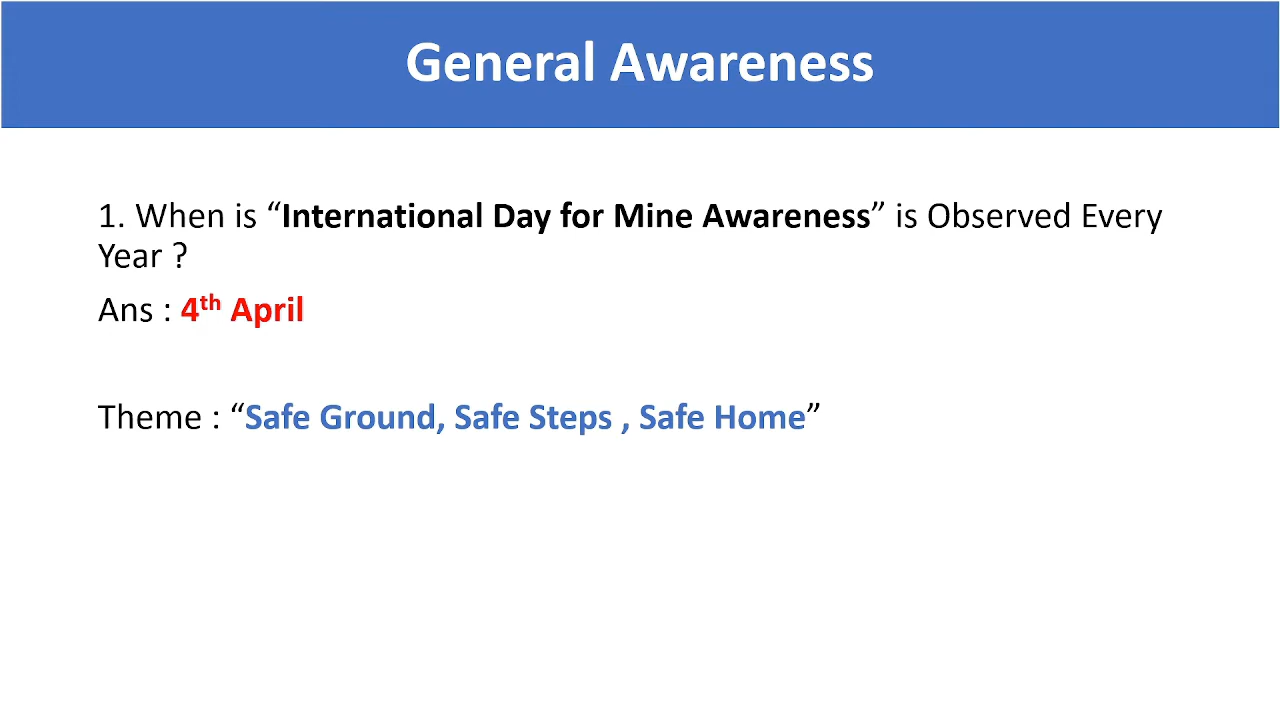 General Awareness
1. When is “International Day for Mine Awareness” is Observed Every
Year ?
Ans : 4th April
Theme : “Safe Ground, Safe Steps , Safe Home”